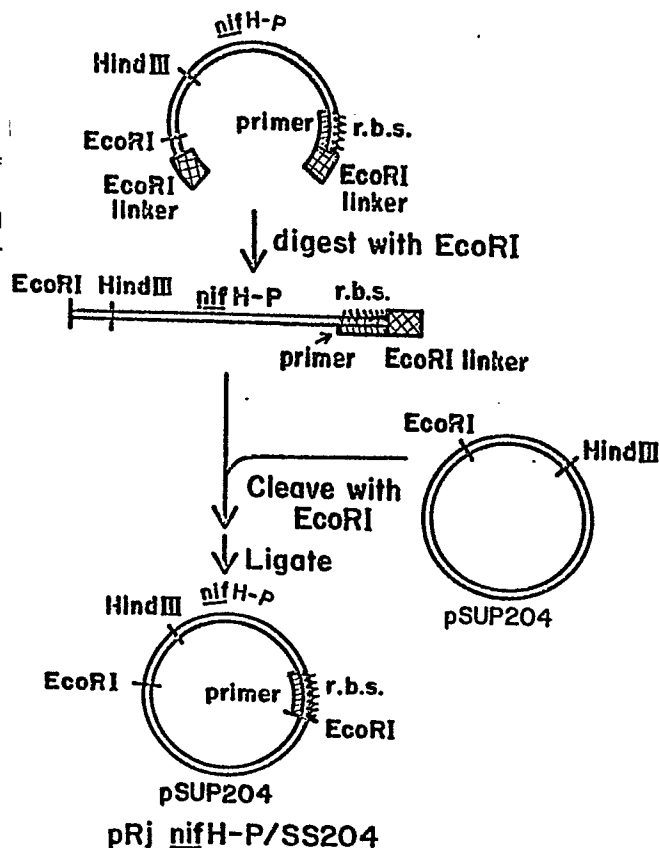 nifH-P
HindIII
primer
r.b.s.
EcoRI
EcoRI
linker
EcoRI
linker
digest with EcoRI
EcoRI HindIII nifH-P r.b.s.
primer EcoRI linker
EcoRI
HindIII
Cleave with
EcoRI
pSUP204
Ligate
nifH-P
HindIII
EcoRI
primer
r.b.s.
EcoRI
pSUP204
pRj nifH-P/SS204